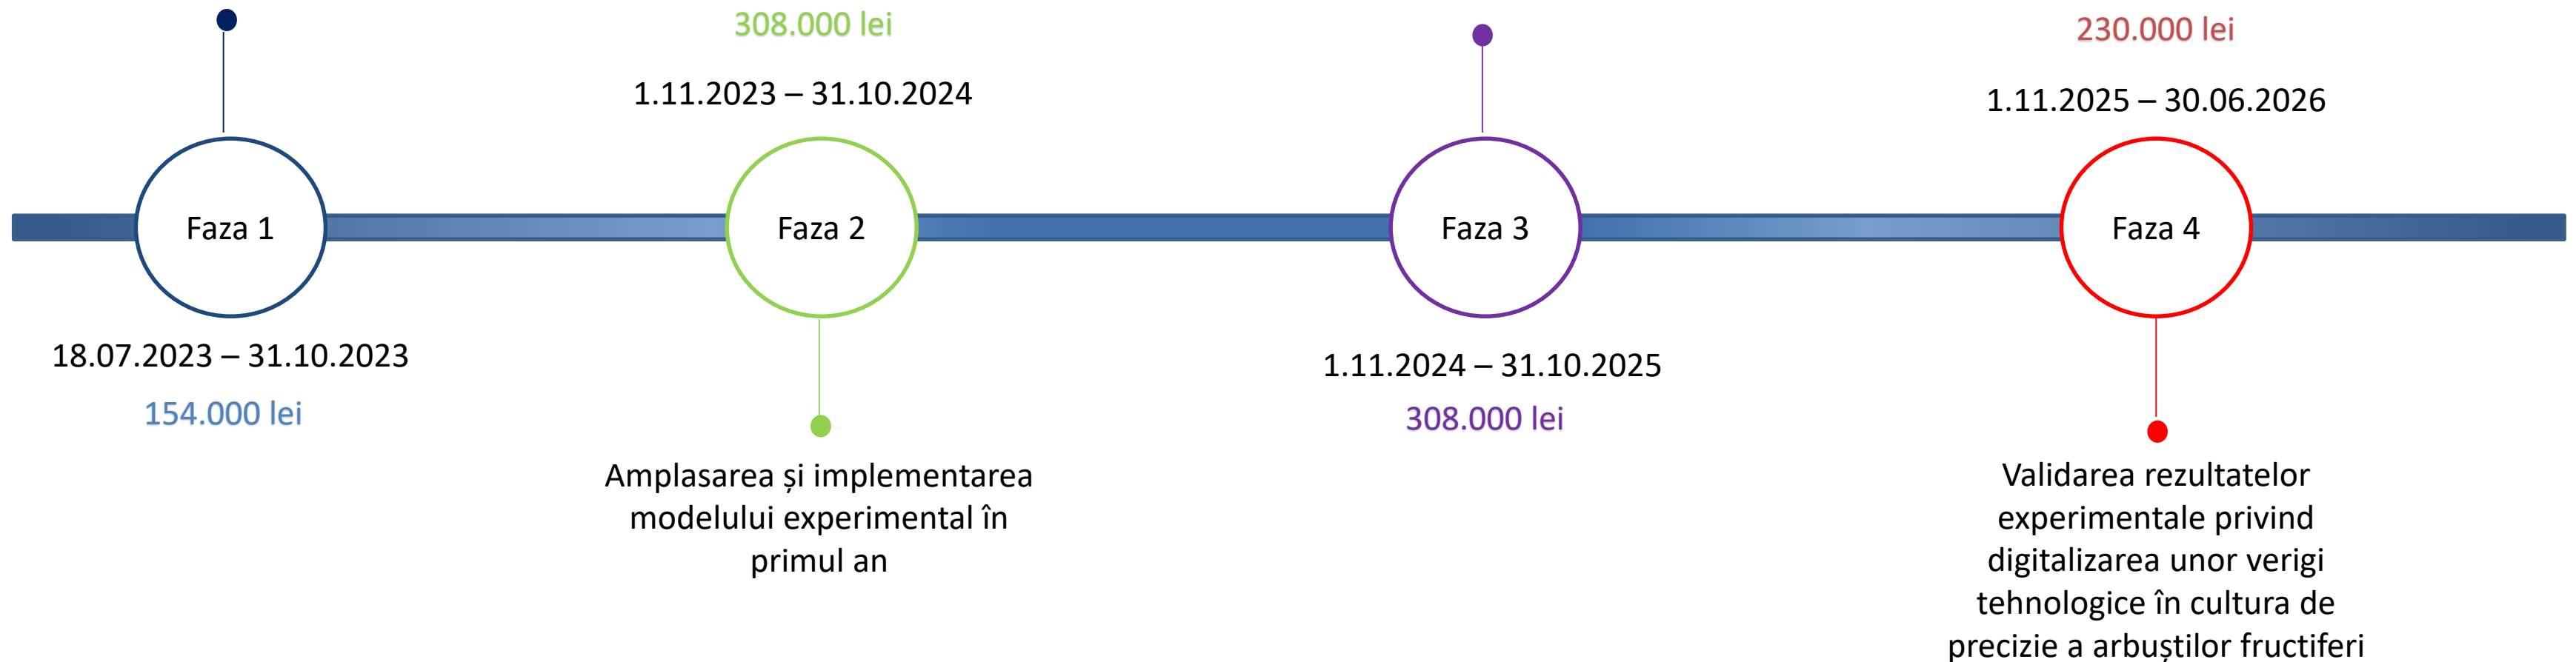 308.000 lei
230.000 lei
1.11.2023 – 31.10.2024
1.11.2025 – 30.06.2026
Faza 1
Faza 2
Faza 3
Faza 4
18.07.2023 – 31.10.2023
154.000 lei
1.11.2024 – 31.10.2025
308.000 lei
Amplasarea și implementarea
modelului experimental în
primul an
Validarea rezultatelor
experimentale privind
digitalizarea unor verigi
tehnologice în cultura de
precizie a arbuștilor fructiferi